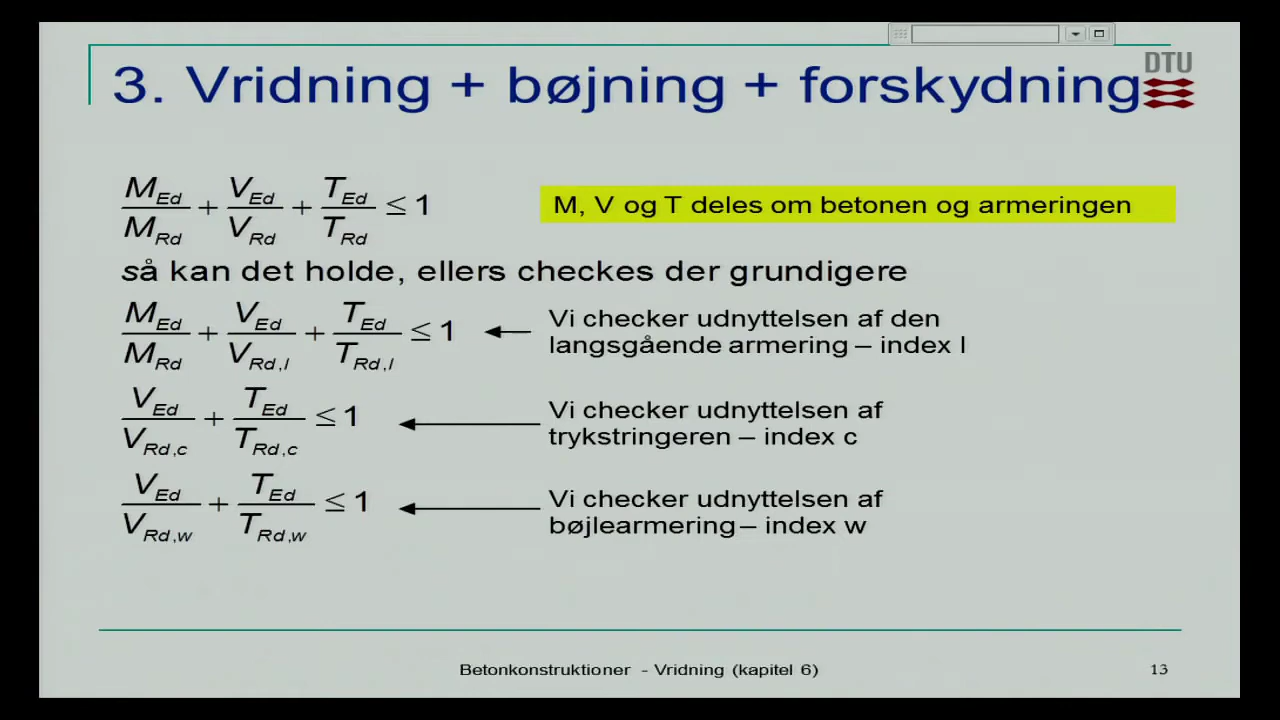 3. Vridning + bøjning + forskydning
DTU
M_Ed/M_Rd + V_Ed/V_Rd + T_Ed/T_Rd ≤ 1
M, V og T deles om betonen og armeringen
så kan det holde, ellers checkes der grundigere
M_Ed/M_Rd + V_Ed/V_Rd,l + T_Ed/T_Rd,l ≤ 1
Vi checker udnyttelsen af den
langsgående armering – index l
V_Ed/V_Rd,c + T_Ed/T_Rd,c ≤ 1
Vi checker udnyttelsen af
trykstringeren – index c
V_Ed/V_Rd,w + T_Ed/T_Rd,w ≤ 1
Vi checker udnyttelsen af
bøjlearmering – index w
Betonkonstruktioner - Vridning (kapitel 6)
13